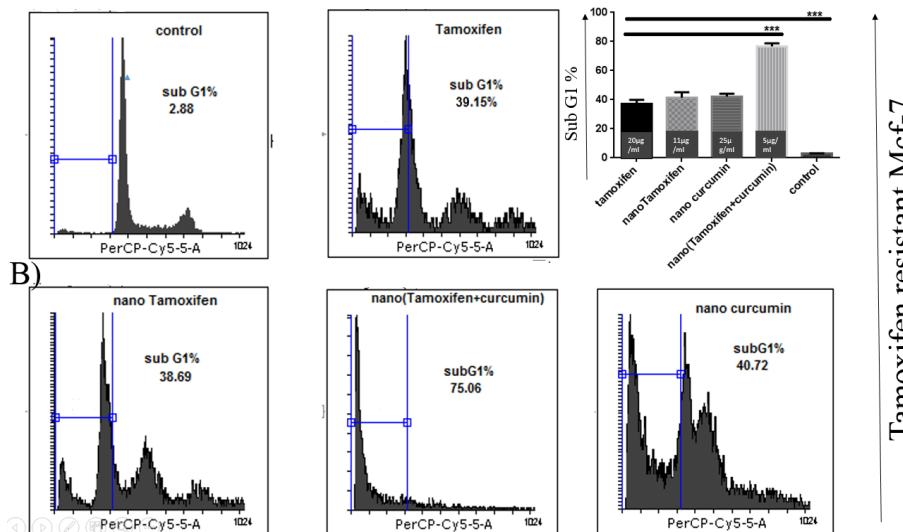 control
sub G1%
2.88
PerCP-Cy5-5-A
1024
Tamoxifen
sub G1%
39.15%
PerCP-Cy5-5-A
1024
Sub G1 %
100
80
60
40
20
0
***
***
20µg
/ml
11µg
/ml
25µ
g/ml
5µg/
ml
tamoxifen
nanoTamoxifen
nano curcumin
nano(Tamoxifen+curcumin)
control
B)
nano Tamoxifen
sub G1%
38.69
PerCP-Cy5-5-A
1024
nano(Tamoxifen+curcumin)
subG1%
75.06
PerCP-Cy5-5-A
1024
nano curcumin
subG1%
40.72
PerCP-Cy5-5-A
1024
Tamoxifen resistant Mcf-7